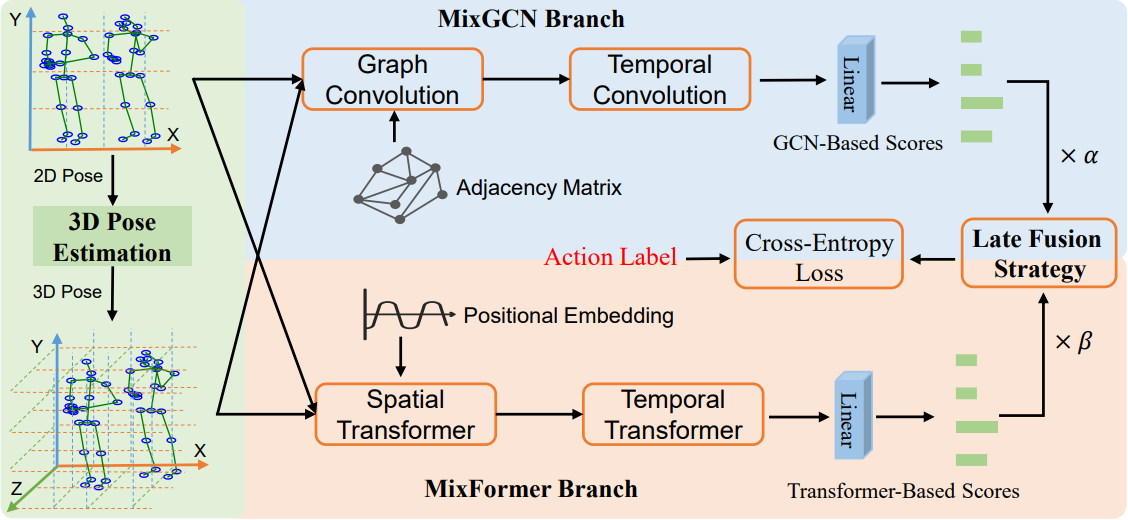 Y
X
2D Pose
3D Pose
Estimation
3D Pose
Y
X
Z
MixGCN Branch
Graph
Convolution
Temporal
Convolution
Linear
GCN-Based Scores
× α
Adjacency Matrix
Action Label
Cross-Entropy
Loss
Late Fusion
Strategy
Positional Embedding
× β
Spatial
Transformer
Temporal
Transformer
Linear
Transformer-Based Scores
MixFormer Branch